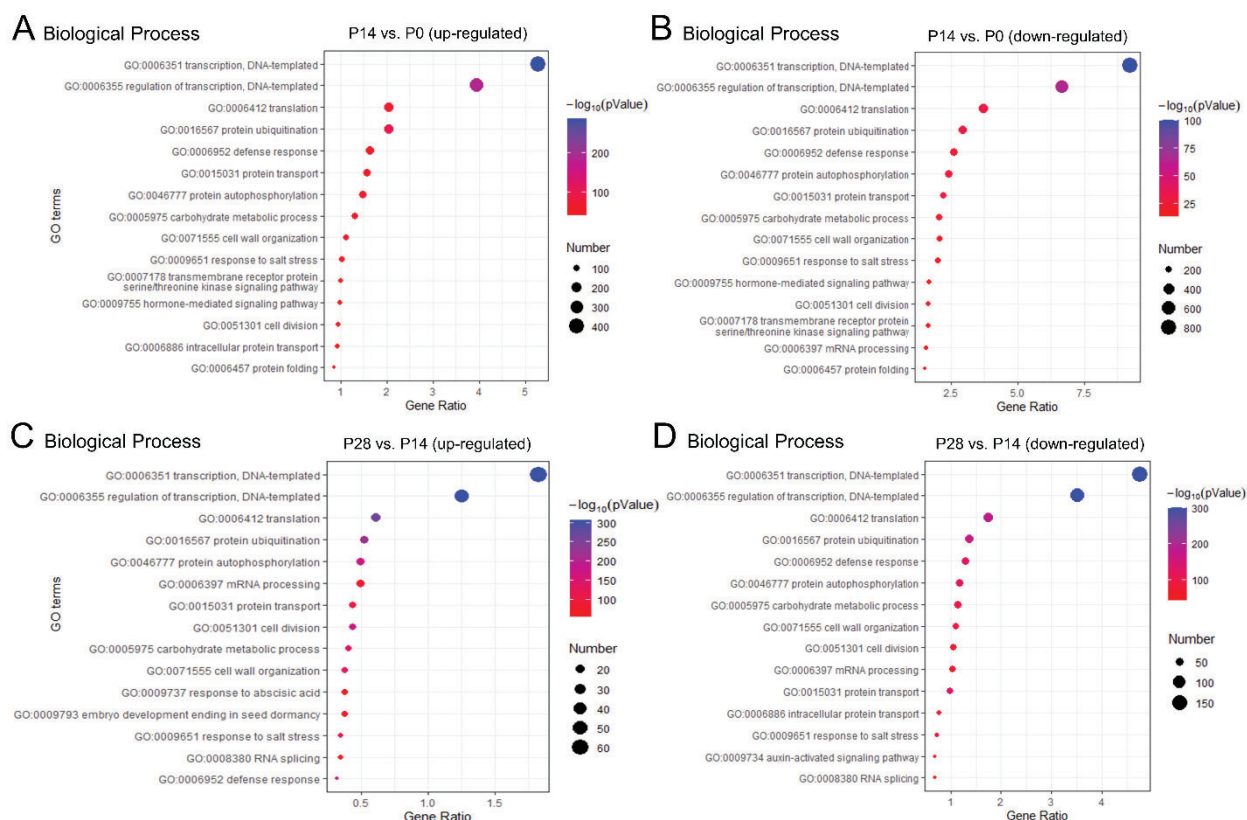 A Biological Process P14 vs. P0 (up-regulated)
GO:0006351 transcription, DNA-templated
GO:0006355 regulation of transcription, DNA-templated
GO:0006412 translation
GO:0016567 protein ubiquitination
GO:0006952 defense response
GO:0015031 protein transport
GO:0046777 protein autophosphorylation
GO:0005975 carbohydrate metabolic process
GO:0071555 cell wall organization
GO:0009651 response to salt stress
GO:0007178 transmembrane receptor protein
serine/threonine kinase signaling pathway
GO:0009755 hormone-mediated signaling pathway
GO:0051301 cell division
GO:0006886 intracellular protein transport
GO:0006457 protein folding
GO terms
1 2 3 4 5
Gene Ratio
−log10(pValue)
200
100
Number
100
200
300
400
B Biological Process P14 vs. P0 (down-regulated)
GO:0006351 transcription, DNA-templated
GO:0006355 regulation of transcription, DNA-templated
GO:0006412 translation
GO:0016567 protein ubiquitination
GO:0006952 defense response
GO:0046777 protein autophosphorylation
GO:0015031 protein transport
GO:0005975 carbohydrate metabolic process
GO:0071555 cell wall organization
GO:0009651 response to salt stress
GO:0009755 hormone-mediated signaling pathway
GO:0051301 cell division
GO:0007178 transmembrane receptor protein
serine/threonine kinase signaling pathway
GO:0006397 mRNA processing
GO:0006457 protein folding
2.5 5.0 7.5
Gene Ratio
−log10(pValue)
100
75
50
25
Number
200
400
600
800
C Biological Process P28 vs. P14 (up-regulated)
GO:0006351 transcription, DNA-templated
GO:0006355 regulation of transcription, DNA-templated
GO:0006412 translation
GO:0016567 protein ubiquitination
GO:0046777 protein autophosphorylation
GO:0006397 mRNA processing
GO:0015031 protein transport
GO:0051301 cell division
GO:0005975 carbohydrate metabolic process
GO:0071555 cell wall organization
GO:0009737 response to abscisic acid
GO:0009793 embryo development ending in seed dormancy
GO:0009651 response to salt stress
GO:0008380 RNA splicing
GO:0006952 defense response
GO terms
0.5 1.0 1.5
Gene Ratio
−log10(pValue)
300
250
200
150
100
Number
20
30
40
50
60
D Biological Process P28 vs. P14 (down-regulated)
GO:0006351 transcription, DNA-templated
GO:0006355 regulation of transcription, DNA-templated
GO:0006412 translation
GO:0016567 protein ubiquitination
GO:0006952 defense response
GO:0046777 protein autophosphorylation
GO:0005975 carbohydrate metabolic process
GO:0071555 cell wall organization
GO:0051301 cell division
GO:0006397 mRNA processing
GO:0015031 protein transport
GO:0006886 intracellular protein transport
GO:0009651 response to salt stress
GO:0009734 auxin-activated signaling pathway
GO:0008380 RNA splicing
1 2 3 4
Gene Ratio
−log10(pValue)
300
200
100
Number
50
100
150